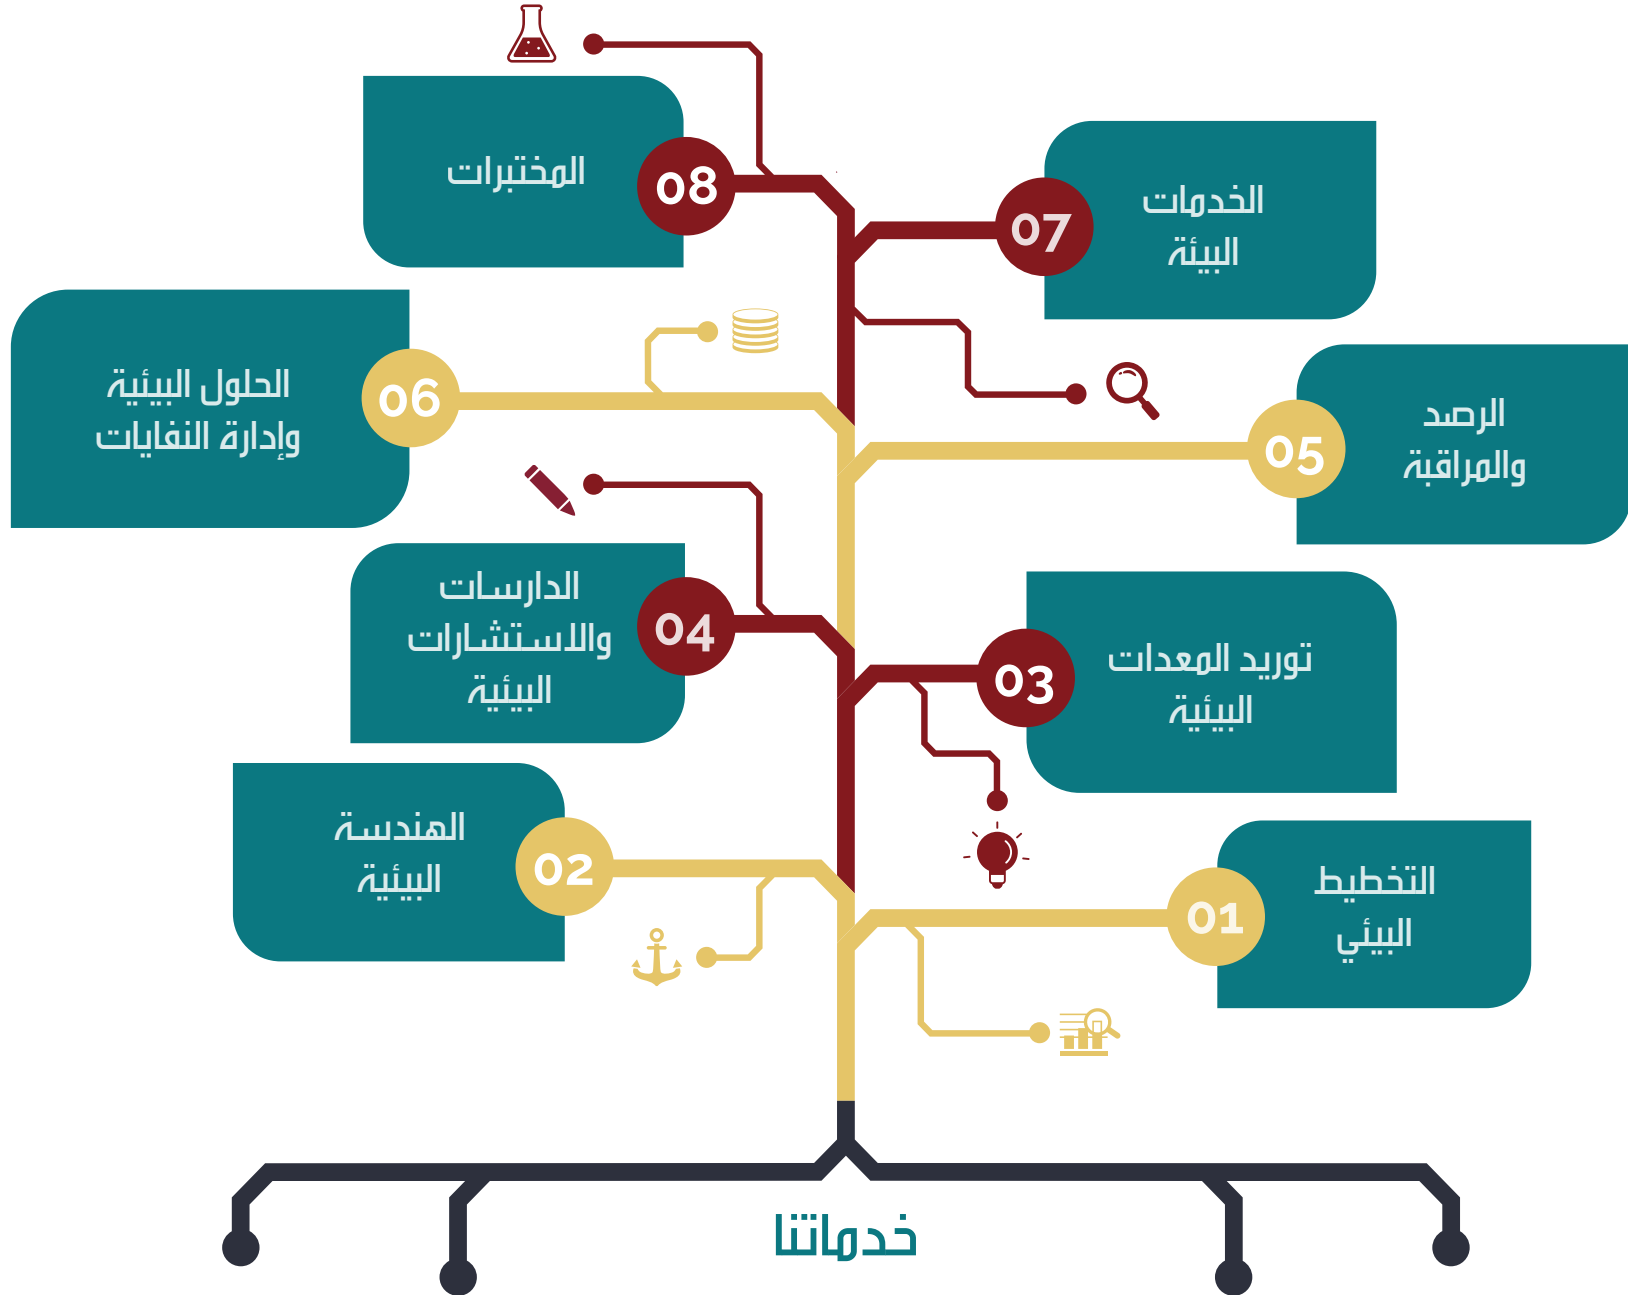 08
المختبرات
07
الخدمات
البيئة
06
الحلول البيئية
وإدارة النفايات
05
الرصد
والمراقبة
04
الدارسات
والاستشارات
البيئية
03
توريد المعدات
البيئية
02
الهندسة
البيئية
01
التخطيط
البيئي
خدماتنا